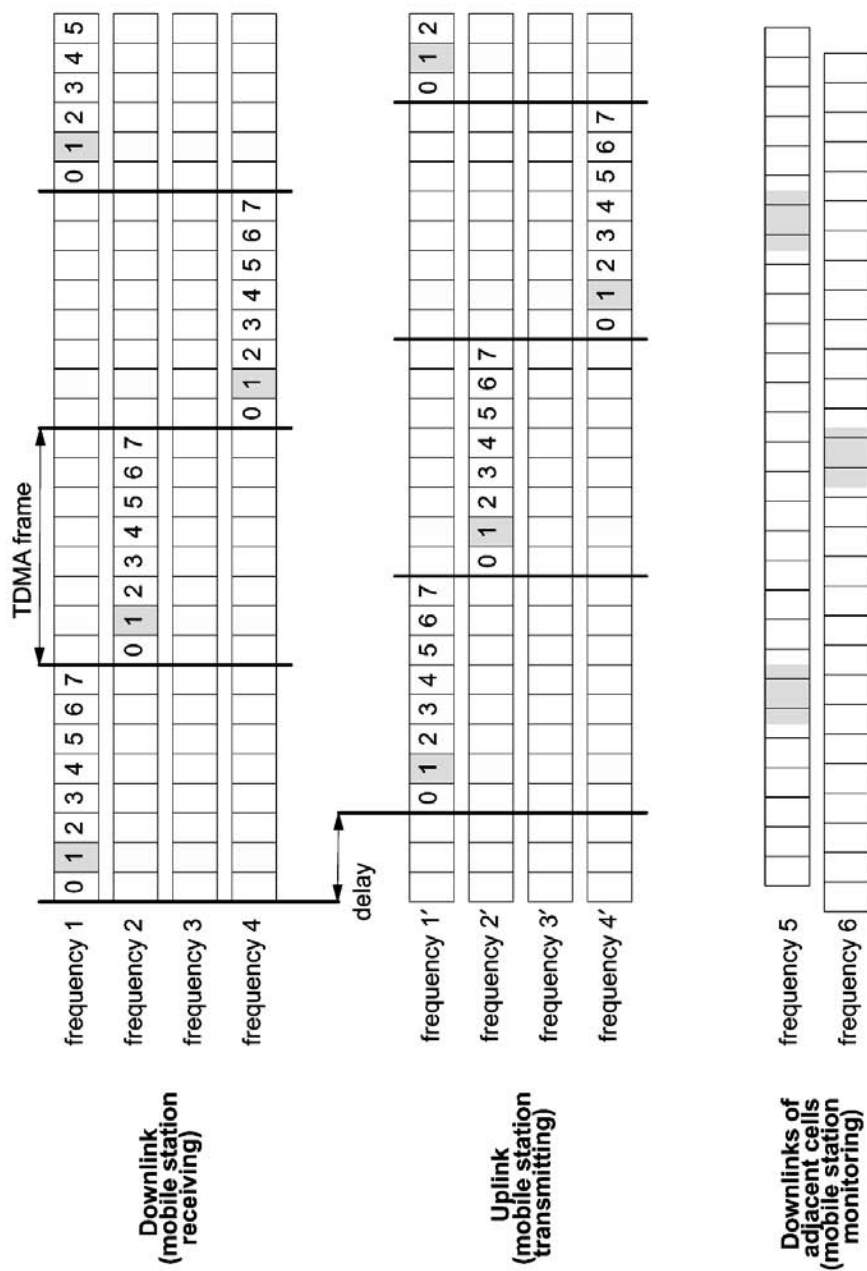 TDMA frame
Downlink
(mobile station
receiving)
frequency 1 0 1 2 3 4 5 6 7 0 1 2 3 4 5
frequency 2 0 1 2 3 4 5 6 7
frequency 3
frequency 4 0 1 2 3 4 5 6 7
delay
Uplink
(mobile station
transmitting)
frequency 1′ 0 1 2 3 4 5 6 7 0 1 2
frequency 2′ 0 1 2 3 4 5 6 7
frequency 3′
frequency 4′ 0 1 2 3 4 5 6 7
Downlinks of
adjacent cells
(mobile station
monitoring)
frequency 5
frequency 6